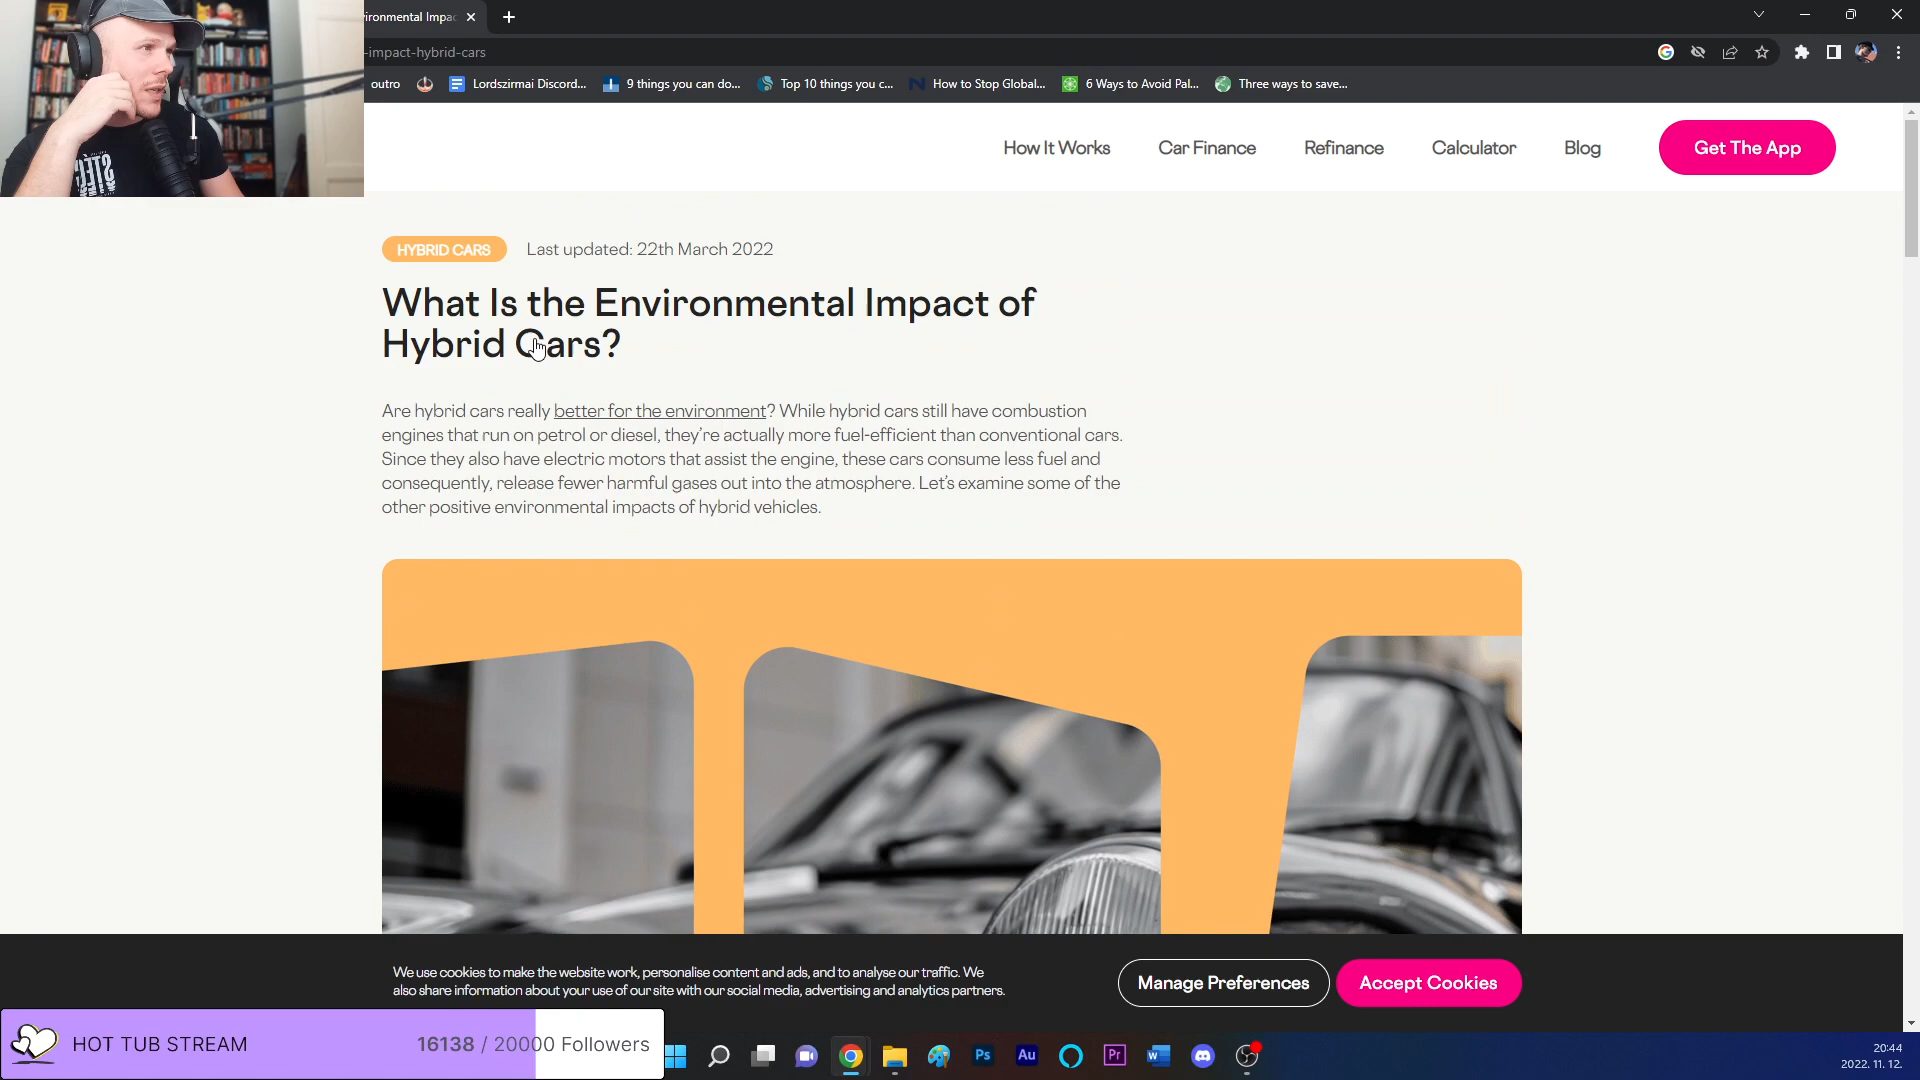 ironmental Impac
-impact-hybrid-cars
outro Lordszirmai Discord... 9 things you can do... Top 10 things you c... How to Stop Global... 6 Ways to Avoid Pal... Three ways to save...
How It Works Car Finance Refinance Calculator Blog Get The App
HYBRID CARS Last updated: 22th March 2022
What Is the Environmental Impact of
Hybrid Cars?
Are hybrid cars really better for the environment? While hybrid cars still have combustion
engines that run on petrol or diesel, they're actually more fuel-efficient than conventional cars.
Since they also have electric motors that assist the engine, these cars consume less fuel and
consequently, release fewer harmful gases out into the atmosphere. Let's examine some of the
other positive environmental impacts of hybrid vehicles.
We use cookies to make the website work, personalise content and ads, and to analyse our traffic. We
also share information about your use of our site with our social media, advertising and analytics partners.
Manage Preferences Accept Cookies
HOT TUB STREAM 16138 / 20000 Followers
Ps Au Pr W
20:44
2022. 11. 12.